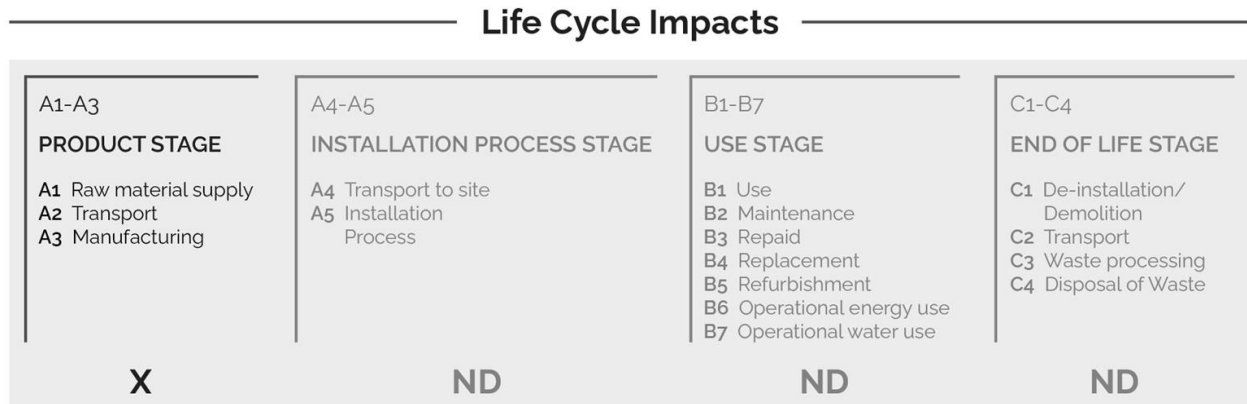 Life Cycle Impacts
A1-A3
PRODUCT STAGE
A1 Raw material supply
A2 Transport
A3 Manufacturing
X
A4-A5
INSTALLATION PROCESS STAGE
A4 Transport to site
A5 Installation
Process
ND
B1-B7
USE STAGE
B1 Use
B2 Maintenance
B3 Repaid
B4 Replacement
B5 Refurbishment
B6 Operational energy use
B7 Operational water use
ND
C1-C4
END OF LIFE STAGE
C1 De-installation/
Demolition
C2 Transport
C3 Waste processing
C4 Disposal of Waste
ND